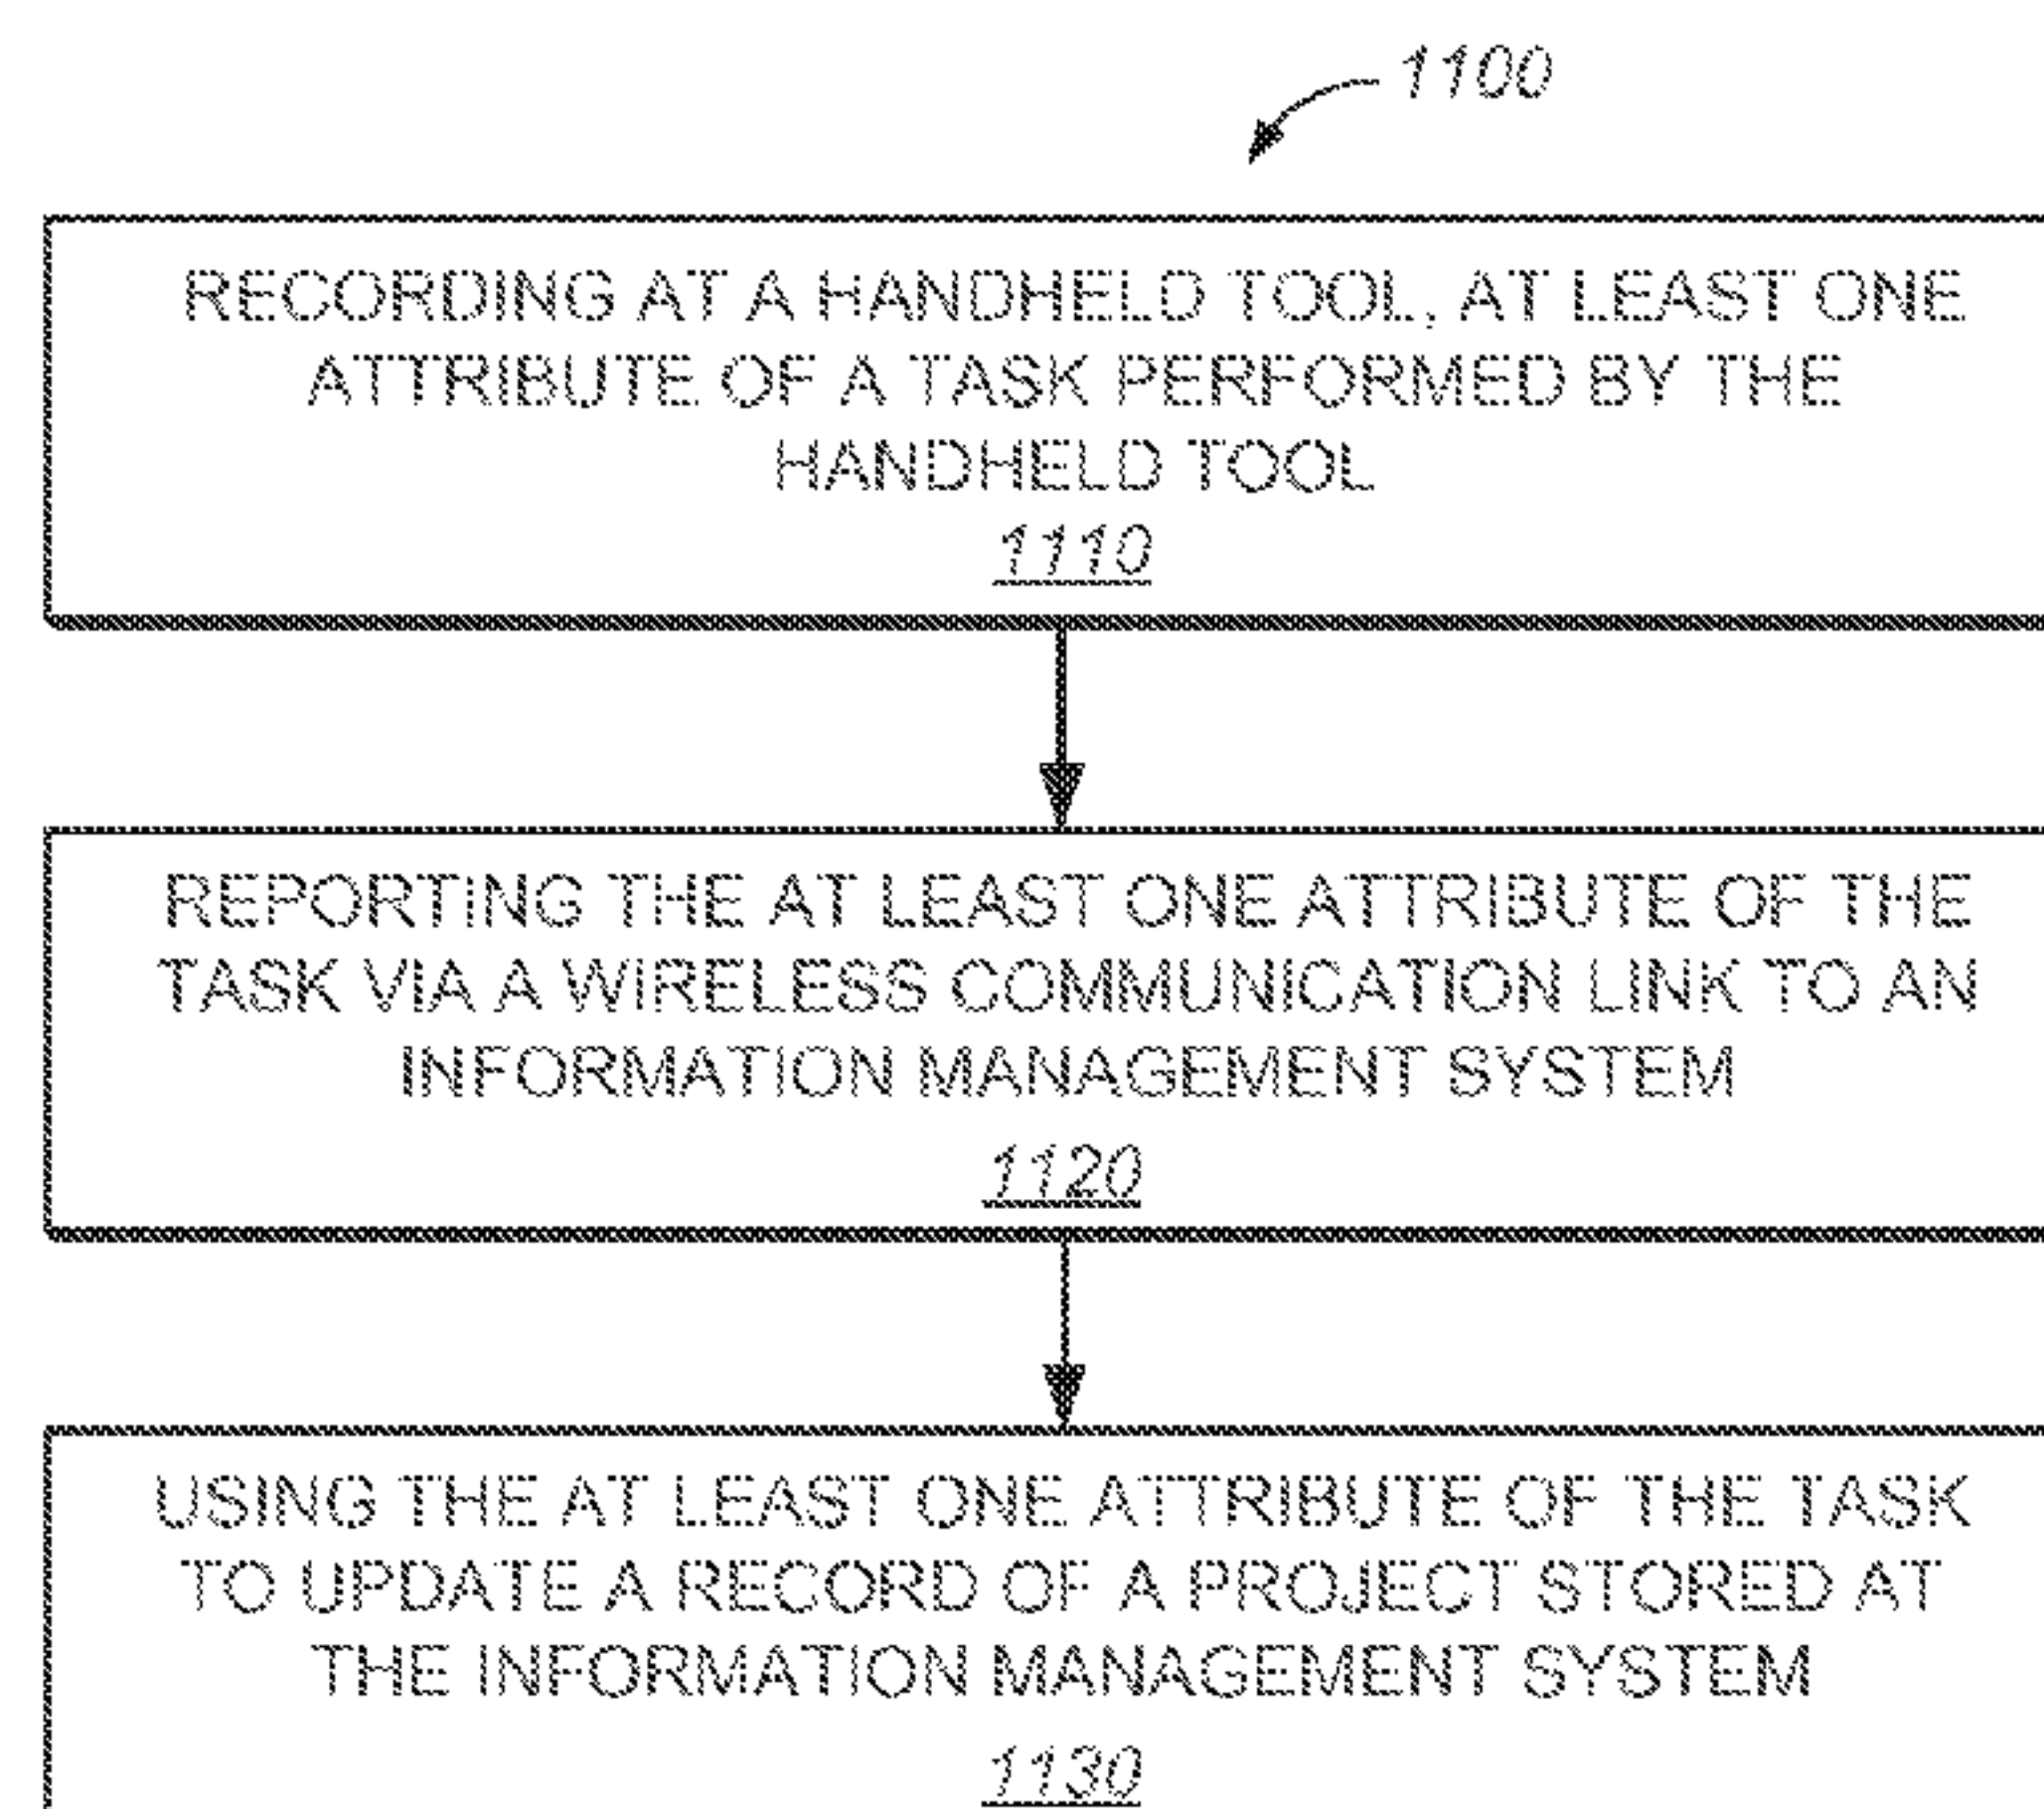 1100
RECORDING AT A HANDHELD TOOL, AT LEAST ONE
ATTRIBUTE OF A TASK PERFORMED BY THE
HANDHELD TOOL
1110
REPORTING THE AT LEAST ONE ATTRIBUTE OF THE
TASK VIA A WIRELESS COMMUNICATION LINK TO AN
INFORMATION MANAGEMENT SYSTEM
1120
USING THE AT LEAST ONE ATTRIBUTE OF THE TASK
TO UPDATE A RECORD OF A PROJECT STORED AT
THE INFORMATION MANAGEMENT SYSTEM
1130